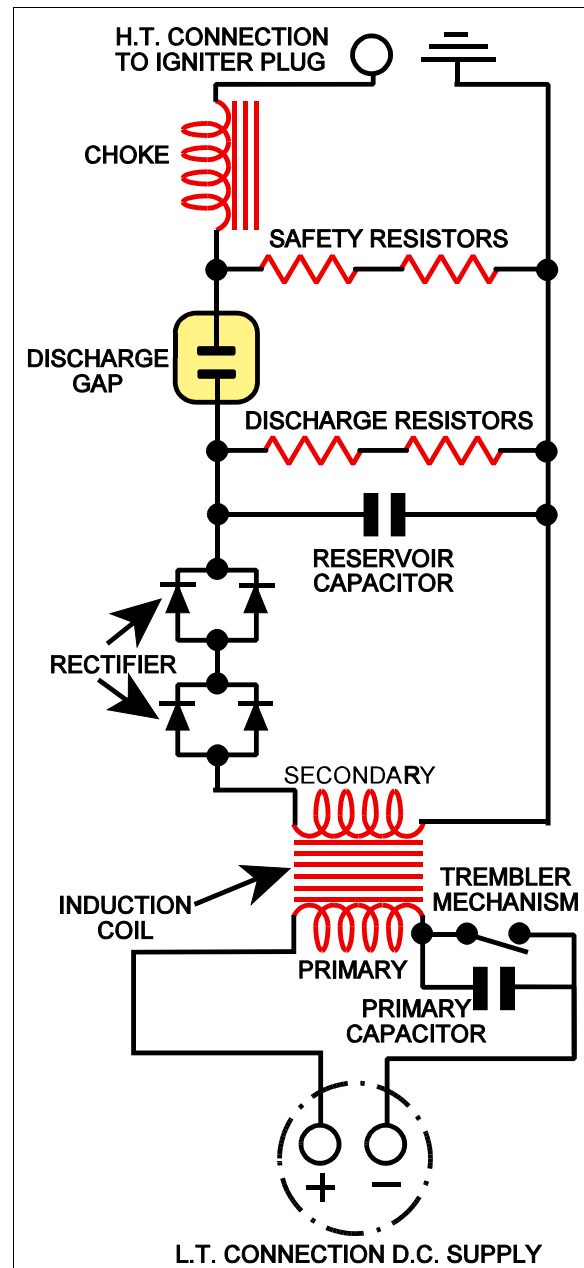 H.T. CONNECTION
TO IGNITER PLUG
CHOKE
SAFETY RESISTORS
DISCHARGE
GAP
DISCHARGE RESISTORS
RESERVOIR
CAPACITOR
RECTIFIER
SECONDARY
INDUCTION
COIL
TREMBLER
MECHANISM
PRIMARY
PRIMARY
CAPACITOR
+ −
L.T. CONNECTION D.C. SUPPLY